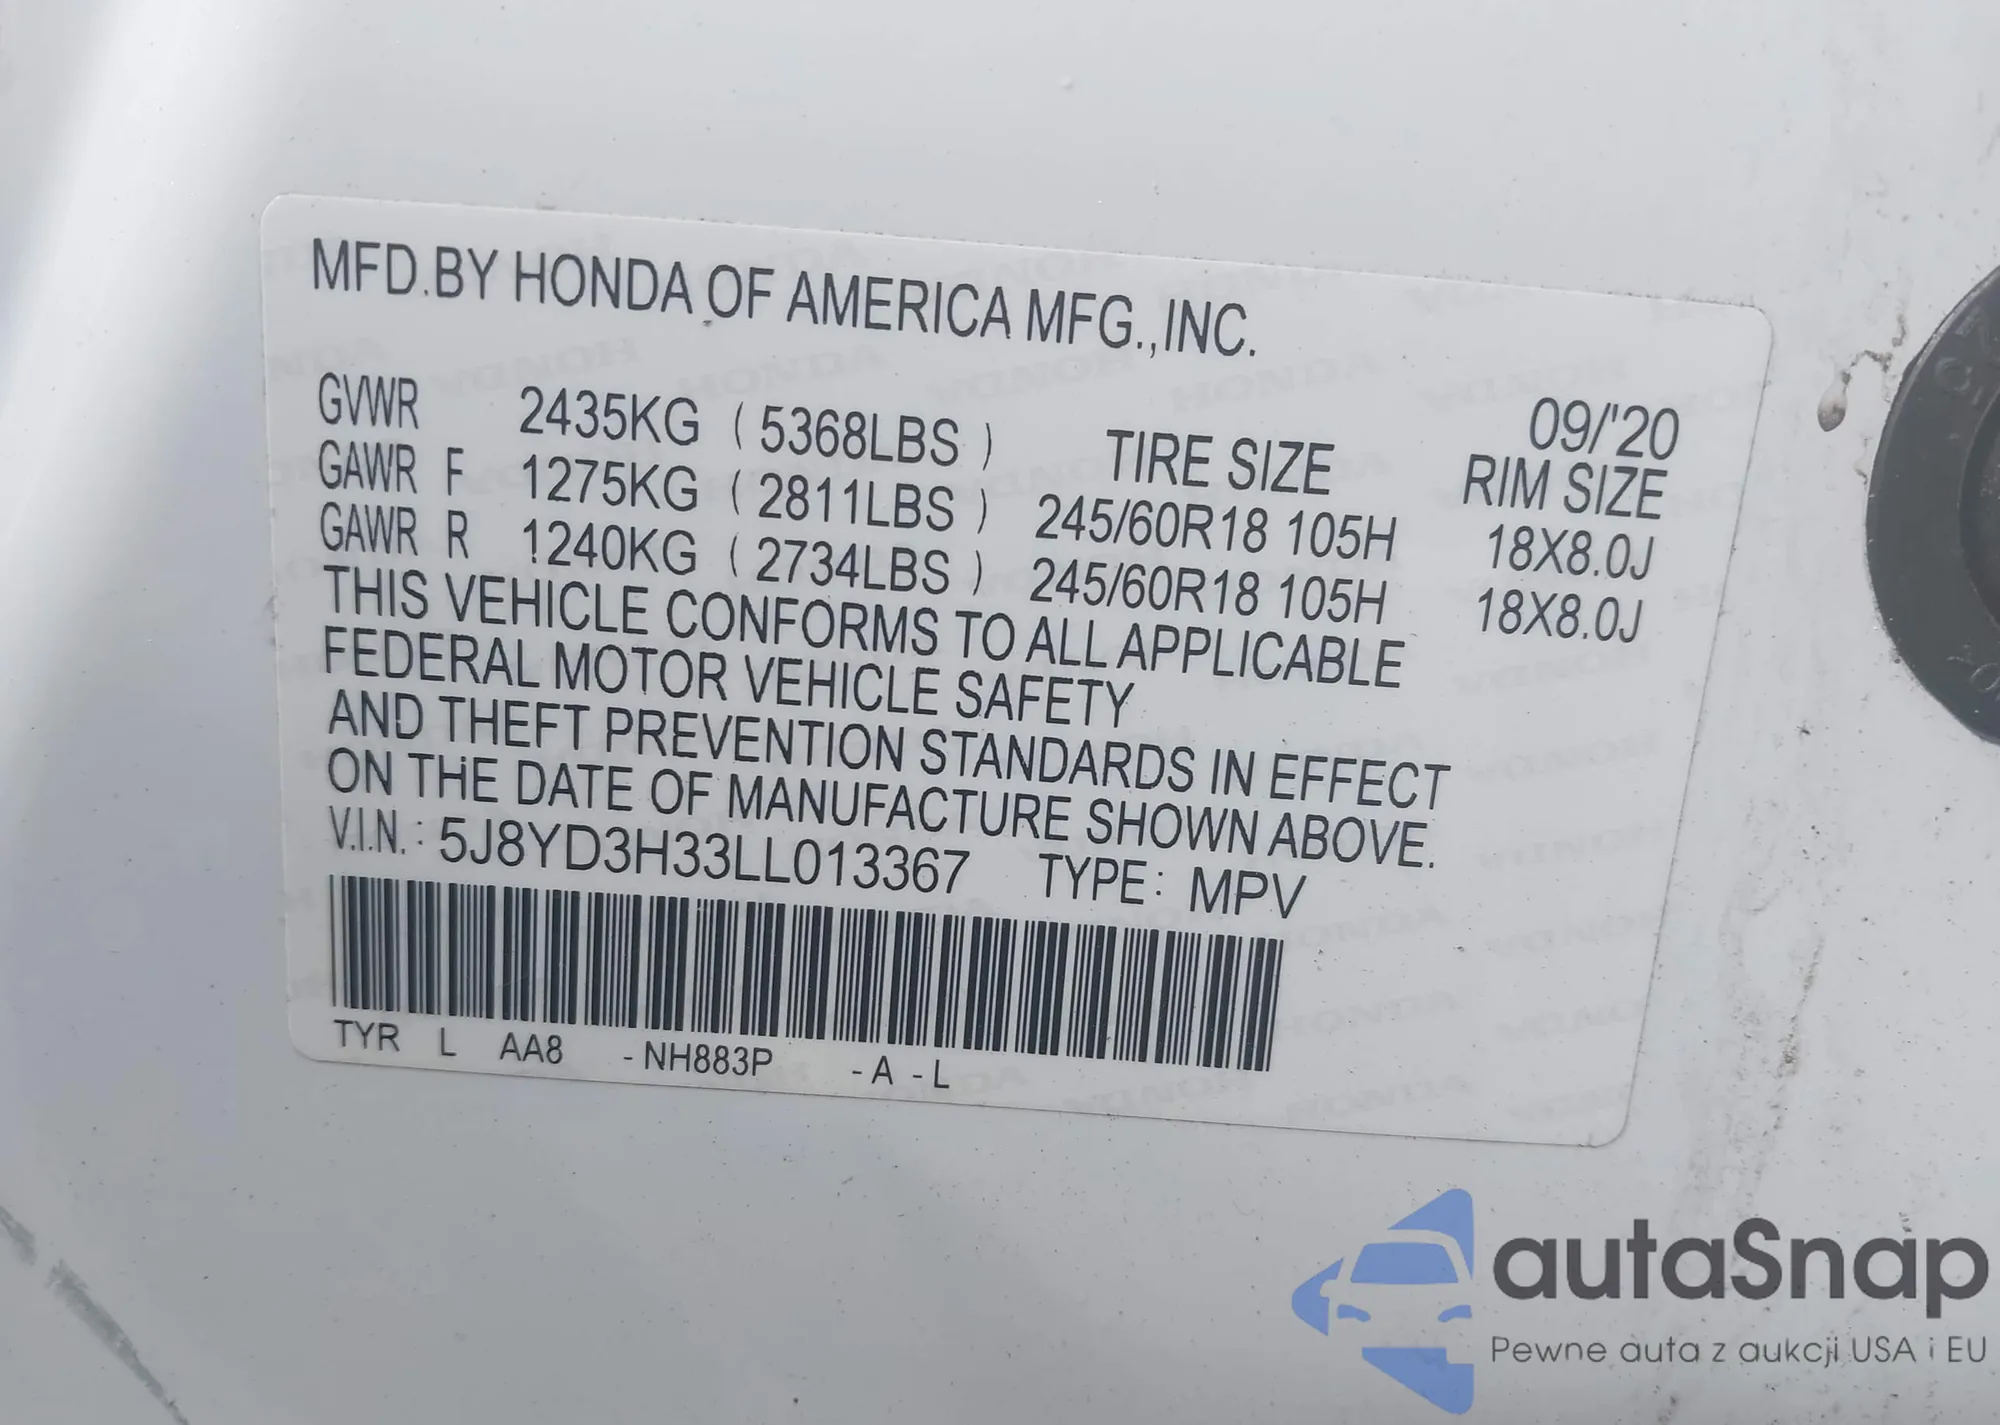 MFD.BY HONDA OF AMERICA MFG.,INC.
09/'20
GVWR 2435KG ( 5368LBS ) TIRE SIZE RIM SIZE
GAWR F 1275KG ( 2811LBS ) 245/60R18 105H 18X8.0J
GAWR R 1240KG ( 2734LBS ) 245/60R18 105H 18X8.0J
THIS VEHICLE CONFORMS TO ALL APPLICABLE
FEDERAL MOTOR VEHICLE SAFETY
AND THEFT PREVENTION STANDARDS IN EFFECT
ON THE DATE OF MANUFACTURE SHOWN ABOVE.
V.I.N.: 5J8YD3H33LL013367 TYPE: MPV
TYR L AA8 -NH883P -A -L
autaSnap
Pewne auta z aukcji USA i EU